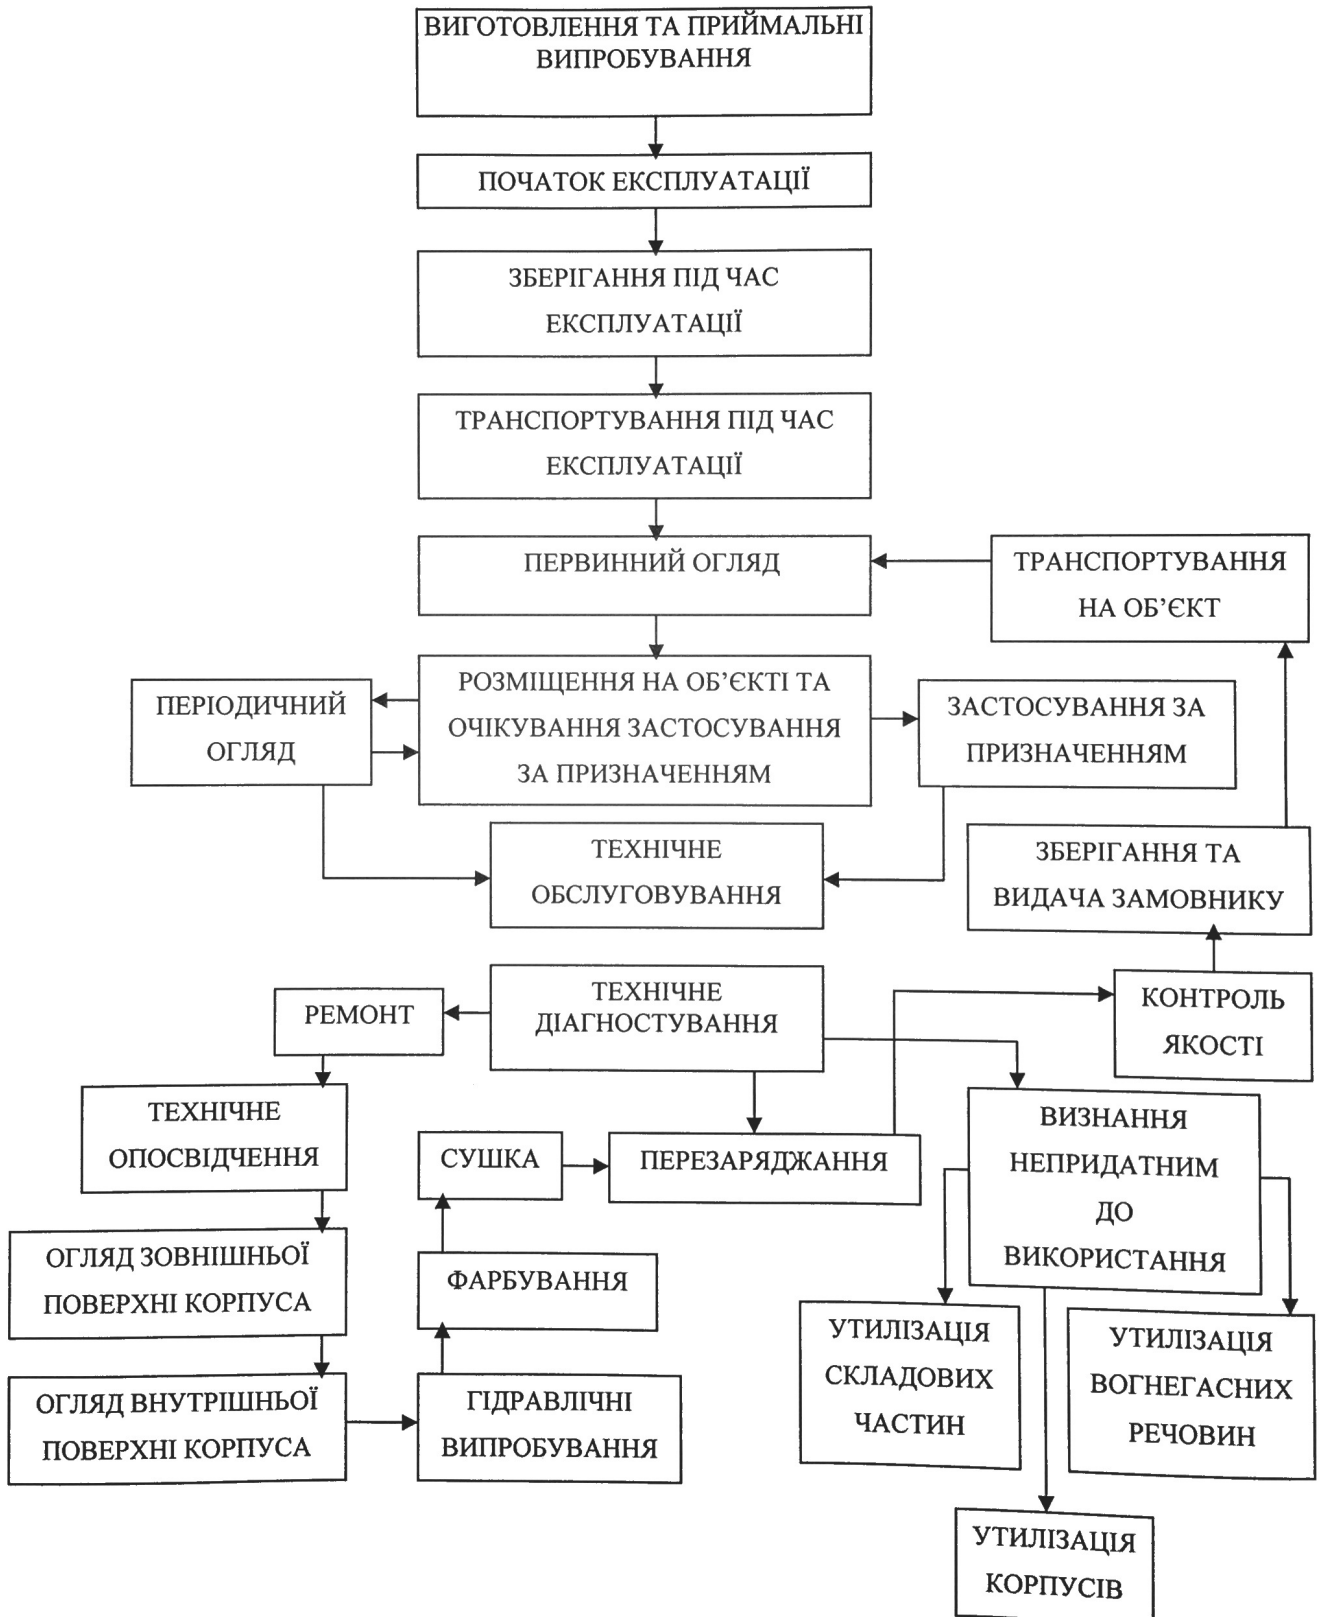 ВИГОТОВЛЕННЯ ТА ПРИЙМАЛЬНІ
ВИПРОБУВАННЯ
ПОЧАТОК ЕКСПЛУАТАЦІЇ
ЗБЕРІГАННЯ ПІД ЧАС
ЕКСПЛУАТАЦІЇ
ТРАНСПОРТУВАННЯ ПІД ЧАС
ЕКСПЛУАТАЦІЇ
ПЕРВИННИЙ ОГЛЯД
ТРАНСПОРТУВАННЯ
НА ОБ’ЄКТ
ПЕРІОДИЧНИЙ
ОГЛЯД
РОЗМІЩЕННЯ НА ОБ’ЄКТІ ТА
ОЧІКУВАННЯ ЗАСТОСУВАННЯ
ЗА ПРИЗНАЧЕННЯМ
ЗАСТОСУВАННЯ ЗА
ПРИЗНАЧЕННЯМ
ТЕХНІЧНЕ
ОБСЛУГОВУВАННЯ
ЗБЕРІГАННЯ ТА
ВИДАЧА ЗАМОВНИКУ
РЕМОНТ
ТЕХНІЧНЕ
ДІАГНОСТУВАННЯ
КОНТРОЛЬ
ЯКОСТІ
ТЕХНІЧНЕ
ОПОСВІДЧЕННЯ
СУШКА
ПЕРЕЗАРЯДЖАННЯ
ВИЗНАННЯ
НЕПРИДАТНИМ
ДО
ВИКОРИСТАННЯ
ОГЛЯД ЗОВНІШНЬОЇ
ПОВЕРХНІ КОРПУСА
ФАРБУВАННЯ
ОГЛЯД ВНУТРІШНЬОЇ
ПОВЕРХНІ КОРПУСА
ГІДРАВЛІЧНІ
ВИПРОБУВАННЯ
УТИЛІЗАЦІЯ
СКЛАДОВИХ
ЧАСТИН
УТИЛІЗАЦІЯ
ВОГНЕГАСНИХ
РЕЧОВИН
УТИЛІЗАЦІЯ
КОРПУСІВ